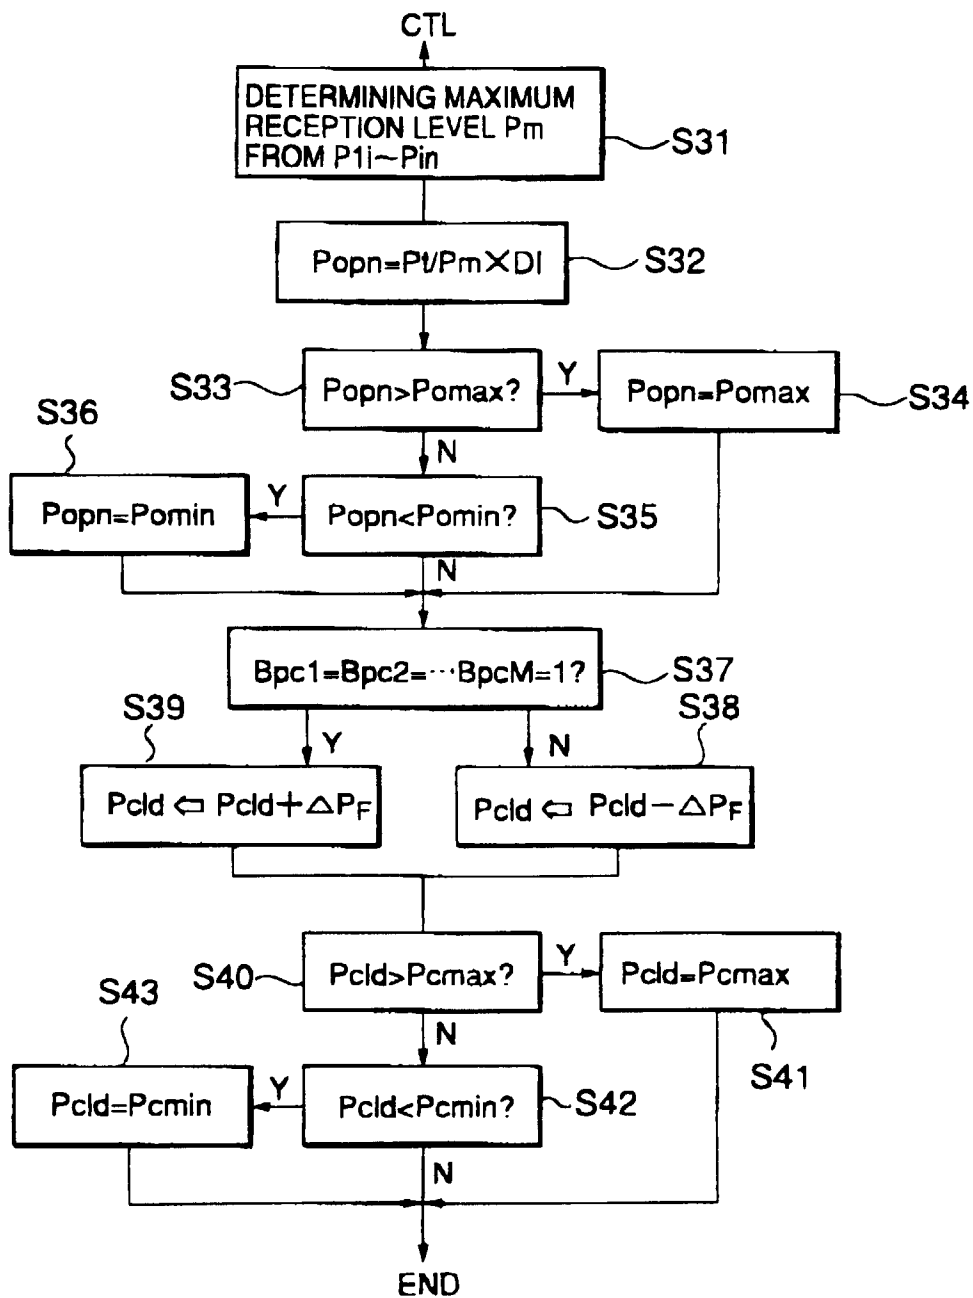 CTL
DETERMINING MAXIMUM
RECEPTION LEVEL Pm
FROM P1i~Pin
S31
Popn=Pt/Pm×DI
S32
S33
Popn>Pomax?
Y
Popn=Pomax
S34
N
S36
Popn=Pomin
Y
Popn<Pomin?
S35
N
Bpc1=Bpc2=···BpcM=1?
S37
S39
Y
N
S38
Pcld ⇦ Pcld+△PF
Pcld ⇦ Pcld−△PF
S40
Pcld>Pcmax?
Y
Pcld=Pcmax
S41
N
S43
Pcld=Pcmin
Y
Pcld<Pcmin?
S42
N
END